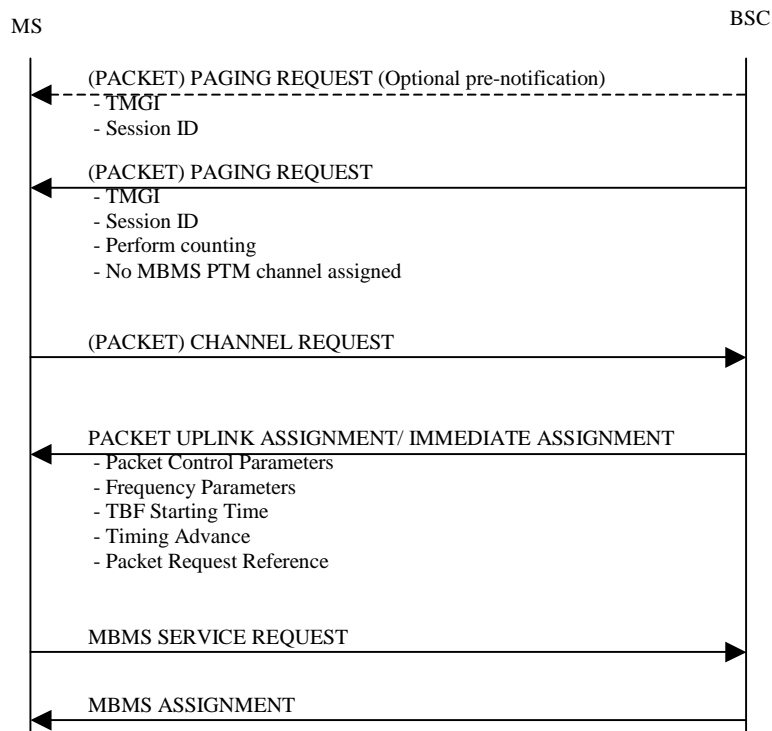 MS
BSC
(PACKET) PAGING REQUEST (Optional pre-notification)
- TMGI
- Session ID
(PACKET) PAGING REQUEST
- TMGI
- Session ID
- Perform counting
- No MBMS PTM channel assigned
(PACKET) CHANNEL REQUEST
PACKET UPLINK ASSIGNMENT/ IMMEDIATE ASSIGNMENT
- Packet Control Parameters
- Frequency Parameters
- TBF Starting Time
- Timing Advance
- Packet Request Reference
MBMS SERVICE REQUEST
MBMS ASSIGNMENT